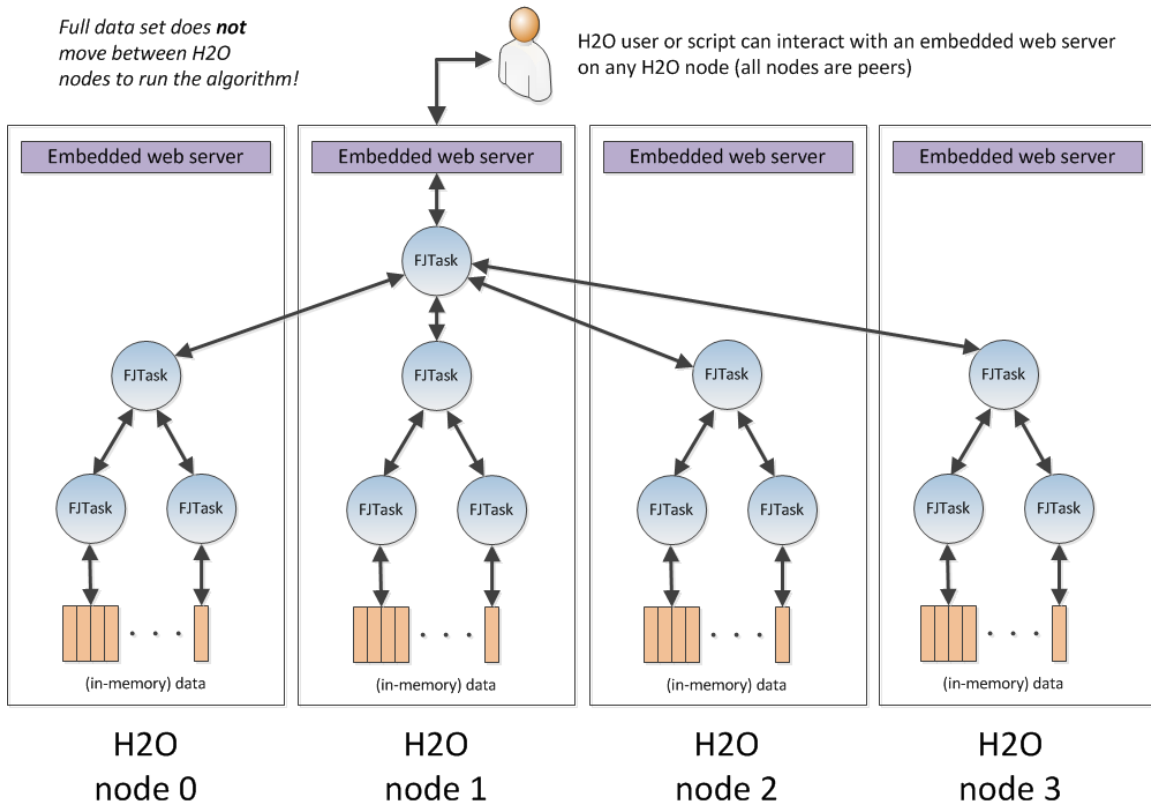 Full data set does not
move between H2O
nodes to run the algorithm!
H2O user or script can interact with an embedded web server
on any H2O node (all nodes are peers)
Embedded web server
Embedded web server
Embedded web server
Embedded web server
FJTask
FJTask
FJTask
FJTask
FJTask
FJTask
FJTask
FJTask
FJTask
FJTask
FJTask
FJTask
FJTask
. . .
. . .
. . .
. . .
(in-memory) data
(in-memory) data
(in-memory) data
(in-memory) data
H2O
node 0
H2O
node 1
H2O
node 2
H2O
node 3